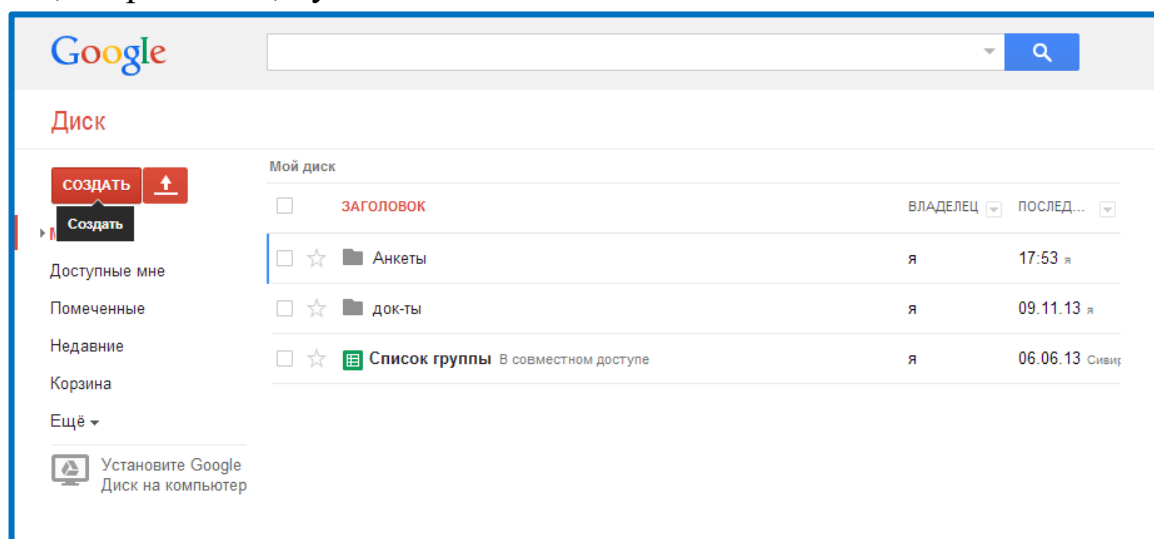 Google
Диск
СОЗДАТЬ
Создать
Доступные мне
Помеченные
Недавние
Корзина
Ещё
Установите Google
Диск на компьютер
Мой диск
ЗАГОЛОВОК ВЛАДЕЛЕЦ ПОСЛЕД...
Анкеты я 17:53 я
док-ты я 09.11.13 я
Список группы В совместном доступе я 06.06.13